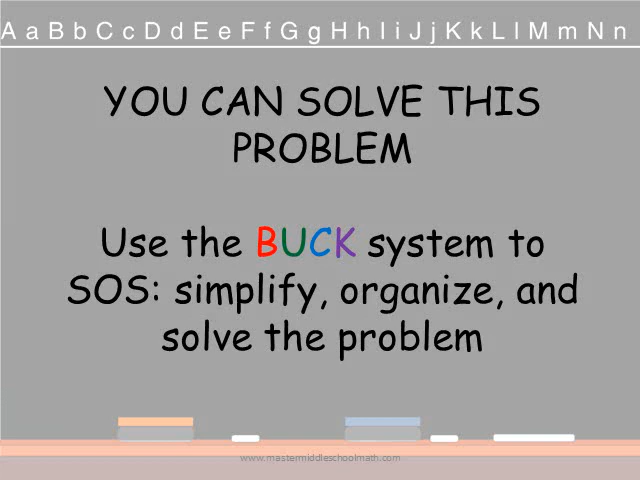 A a B b C c D d E e F f G g H h I i J j K k L l M m N n
YOU CAN SOLVE THIS
PROBLEM
Use the BUCK system to
SOS: simplify, organize, and
solve the problem
www.mastermiddleschoolmath.com